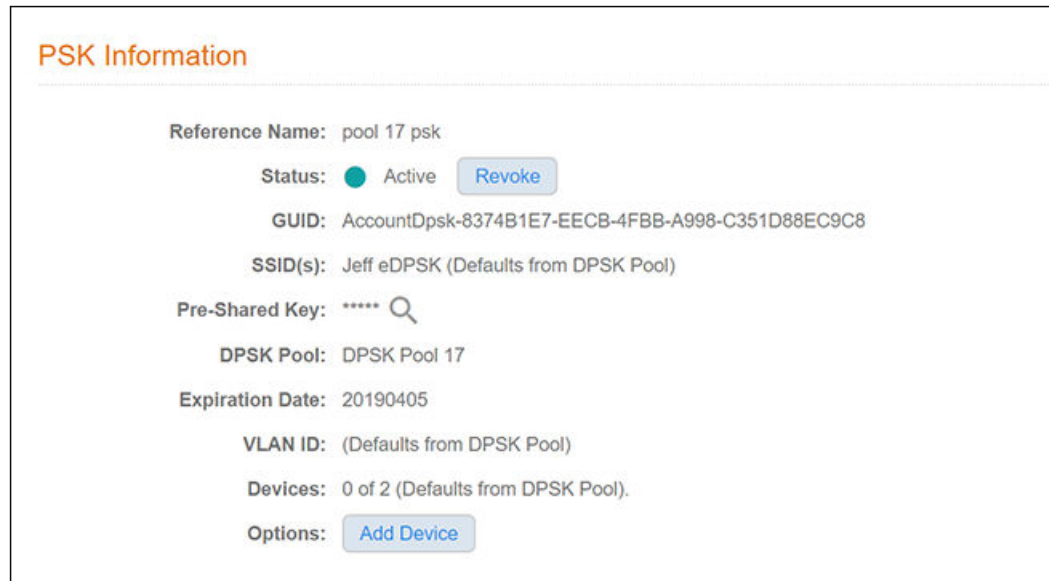 PSK Information
Reference Name: pool 17 psk
Status: Active Revoke
GUID: AccountDpsk-8374B1E7-EECB-4FBB-A998-C351D88EC9C8
SSID(s): Jeff eDPSK (Defaults from DPSK Pool)
Pre-Shared Key: *****
DPSK Pool: DPSK Pool 17
Expiration Date: 20190405
VLAN ID: (Defaults from DPSK Pool)
Devices: 0 of 2 (Defaults from DPSK Pool).
Options: Add Device